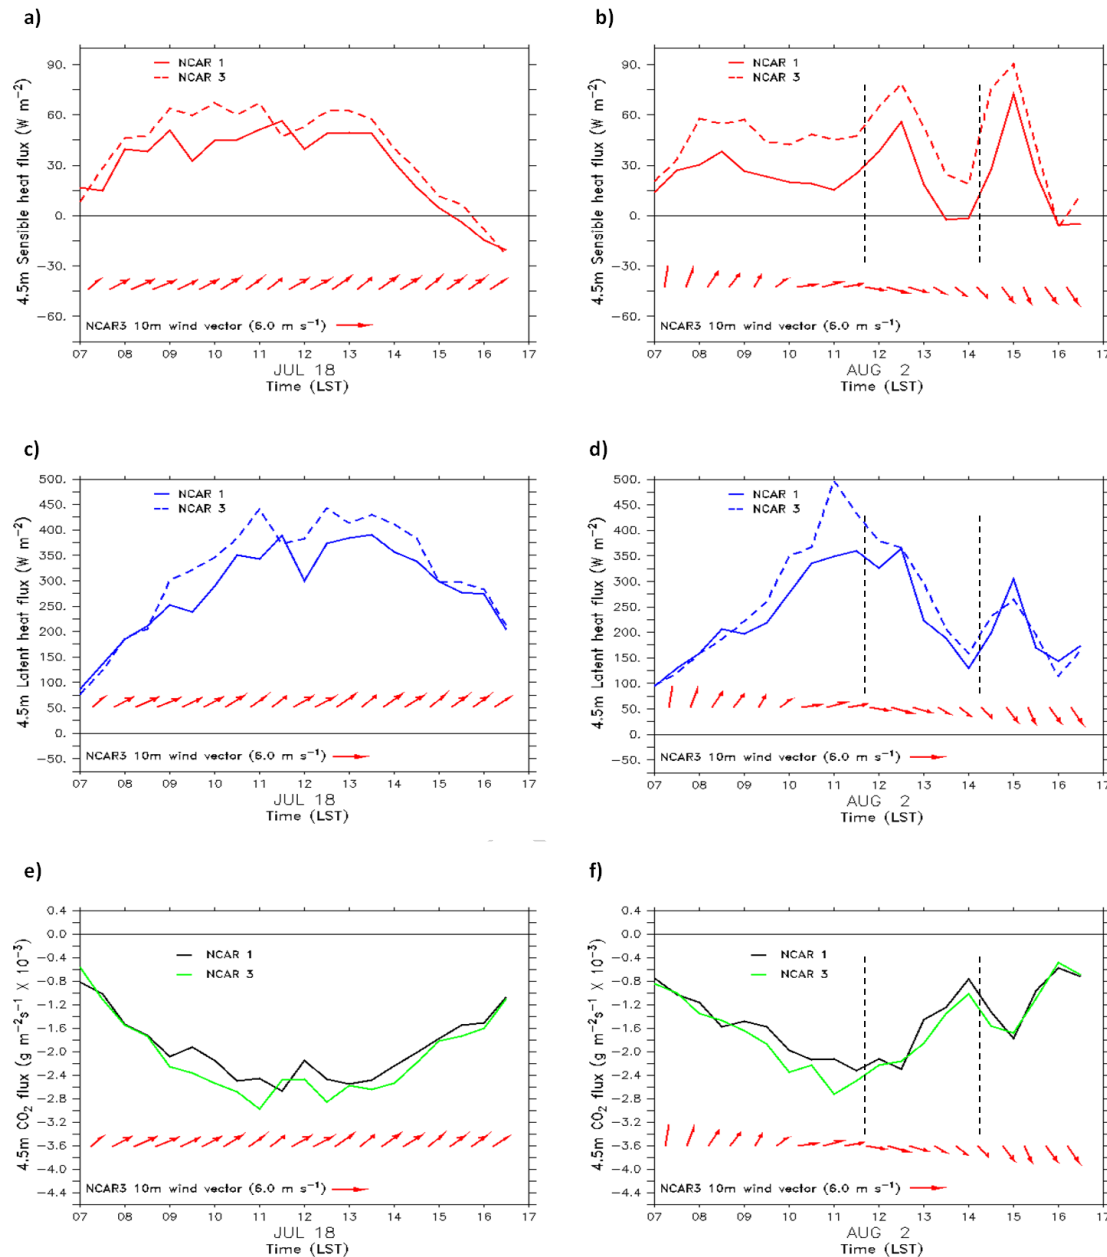 a)
NCAR 1
NCAR 3
4.5m Sensible heat flux (W m⁻²)
90.
60.
30.
0.
−30.
−60.
NCAR3 10m wind vector (6.0 m s⁻¹)
07 08 09 10 11 12 13 14 15 16 17
JUL 18
Time (LST)
b)
NCAR 1
NCAR 3
4.5m Sensible heat flux (W m⁻²)
90.
60.
30.
0.
−30.
−60.
NCAR3 10m wind vector (6.0 m s⁻¹)
07 08 09 10 11 12 13 14 15 16 17
AUG 2
Time (LST)
c)
NCAR 1
NCAR 3
4.5m Latent heat flux (W m⁻²)
500.
450.
400.
350.
300.
250.
200.
150.
100.
50.
0.
−50.
NCAR3 10m wind vector (6.0 m s⁻¹)
07 08 09 10 11 12 13 14 15 16 17
JUL 18
Time (LST)
d)
NCAR 1
NCAR 3
4.5m Latent heat flux (W m⁻²)
500.
450.
400.
350.
300.
250.
200.
150.
100.
50.
0.
−50.
NCAR3 10m wind vector (6.0 m s⁻¹)
07 08 09 10 11 12 13 14 15 16 17
AUG 2
Time (LST)
e)
NCAR 1
NCAR 3
4.5m CO₂ flux (g m⁻²s⁻¹ X 10⁻³)
0.4
0.0
−0.8
−1.2
−1.6
−2.0
−2.4
−2.8
−3.2
−3.6
−4.0
−4.4
NCAR3 10m wind vector (6.0 m s⁻¹)
07 08 09 10 11 12 13 14 15 16 17
JUL 18
Time (LST)
f)
NCAR 1
NCAR 3
4.5m CO₂ flux (g m⁻²s⁻¹ X 10⁻³)
0.4
0.0
−0.8
−1.2
−1.6
−2.0
−2.4
−2.8
−3.2
−3.6
−4.0
−4.4
NCAR3 10m wind vector (6.0 m s⁻¹)
07 08 09 10 11 12 13 14 15 16 17
AUG 2
Time (LST)